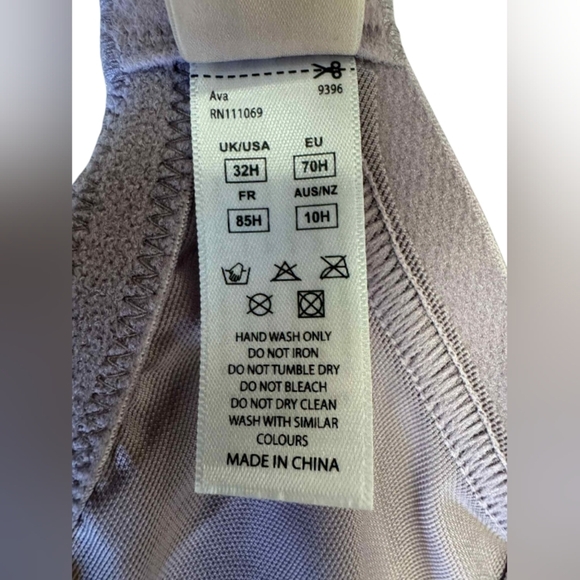 Ava 9396
RN111069
UK/USA EU
32H 70H
FR AUS/NZ
85H 10H
HAND WASH ONLY
DO NOT IRON
DO NOT TUMBLE DRY
DO NOT BLEACH
DO NOT DRY CLEAN
WASH WITH SIMILAR
COLOURS
MADE IN CHINA